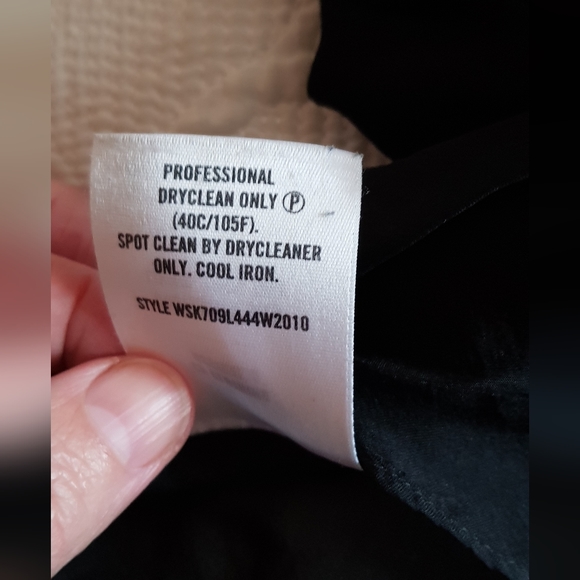 PROFESSIONAL
DRYCLEAN ONLY Ⓟ
(40C/105F).
SPOT CLEAN BY DRYCLEANER
ONLY. COOL IRON.
STYLE WSK709L444W2010